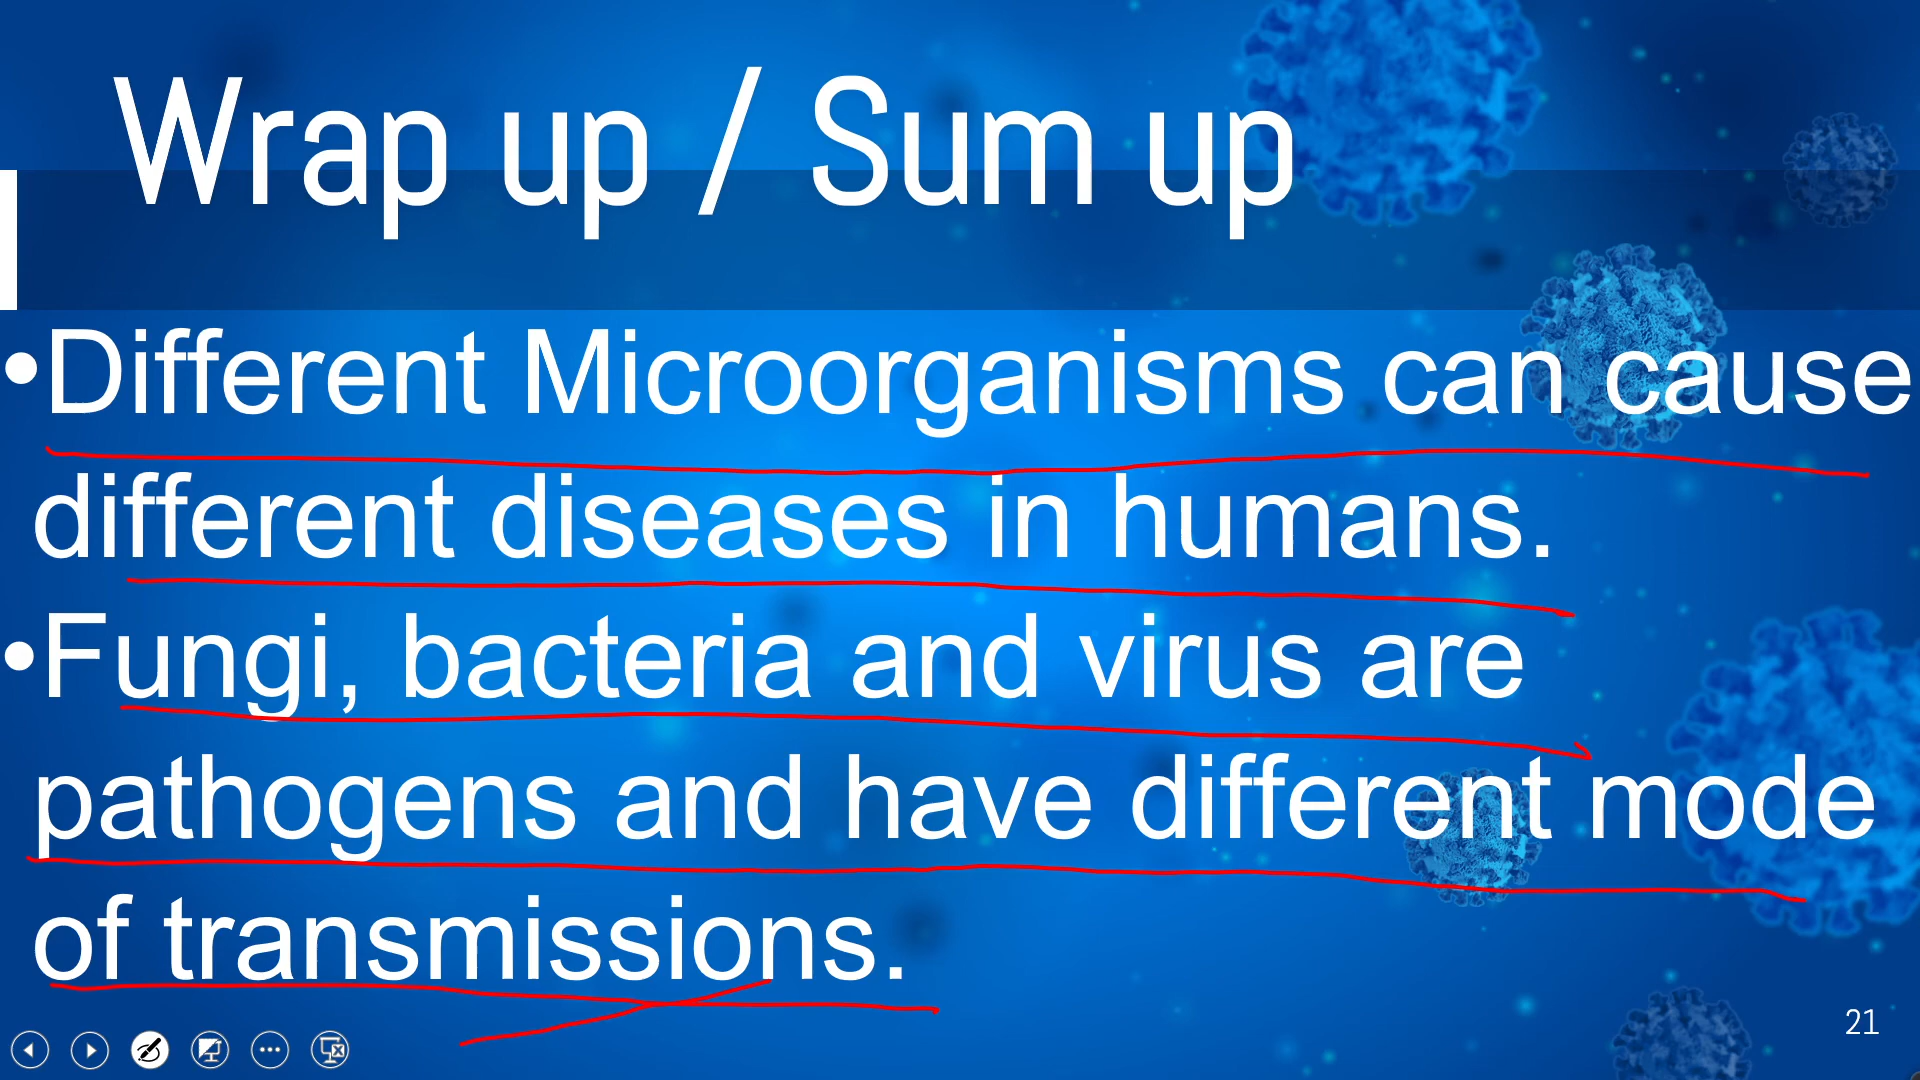 Wrap up / Sum up
•Different Microorganisms can cause
different diseases in humans.
•Fungi, bacteria and virus are
pathogens and have different mode
of transmissions.
21